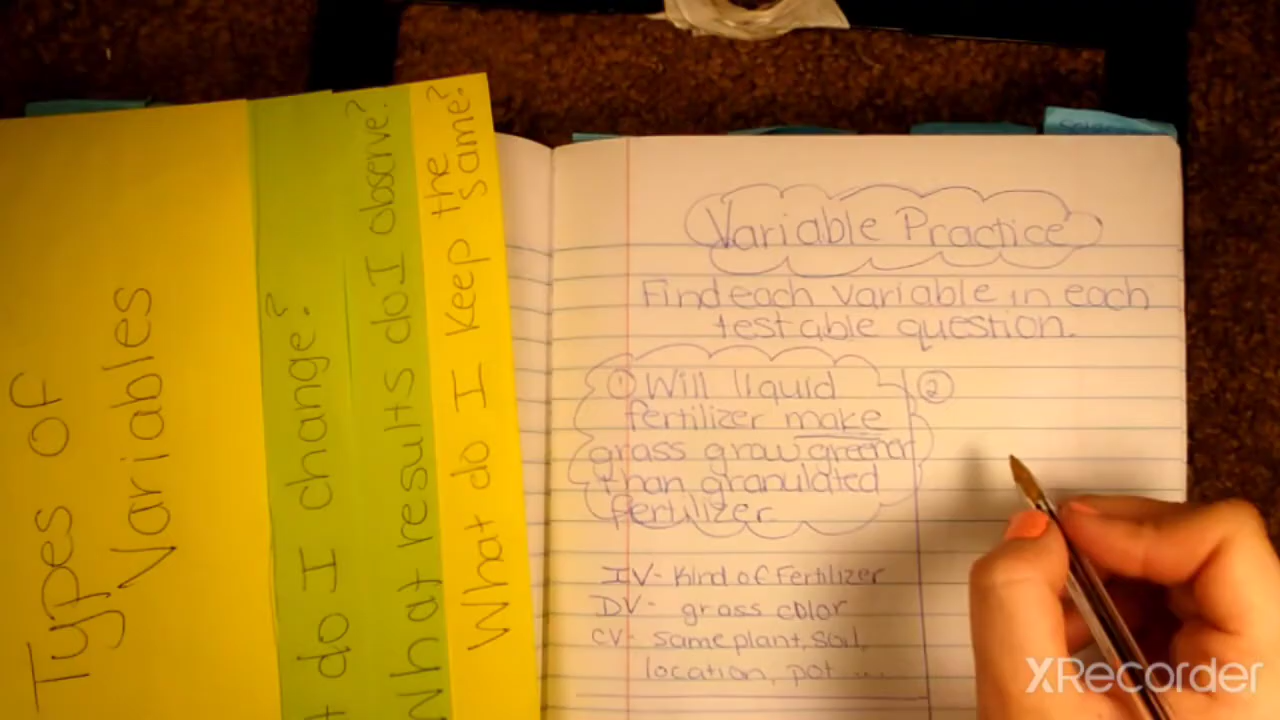 Types of
Variables
t do I change?
What results do I observe?
What do I keep the
same?
Variable Practice
Find each variable in each
testable question.
① Will liquid
fertilizer make
grass grow greener
than granulated
fertilizer.
IV- Kind of Fertilizer
DV- grass color
CV- same plant, soil,
location, pot ...
②
XRecorder